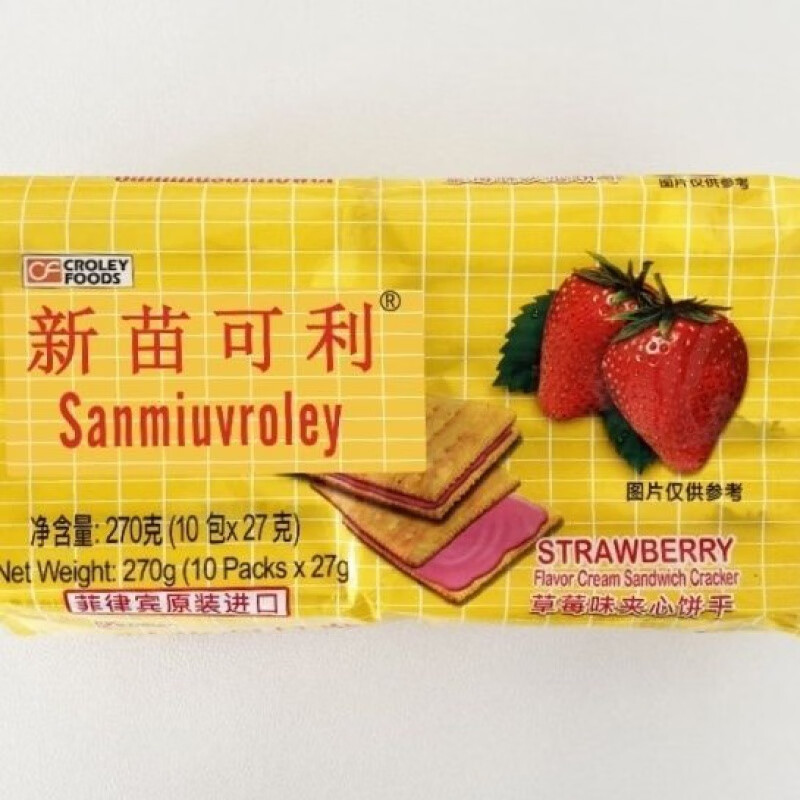 图片仅供参考
CROLEY
FOODS
新苗可利®
Sanmiuvroley
图片仅供参考
净含量: 270克 (10 包 x 27 克)
Net Weight: 270g (10 Packs x 27g
菲律宾原装进口
STRAWBERRY
Flavor Cream Sandwich Cracker
草莓味夹心饼手